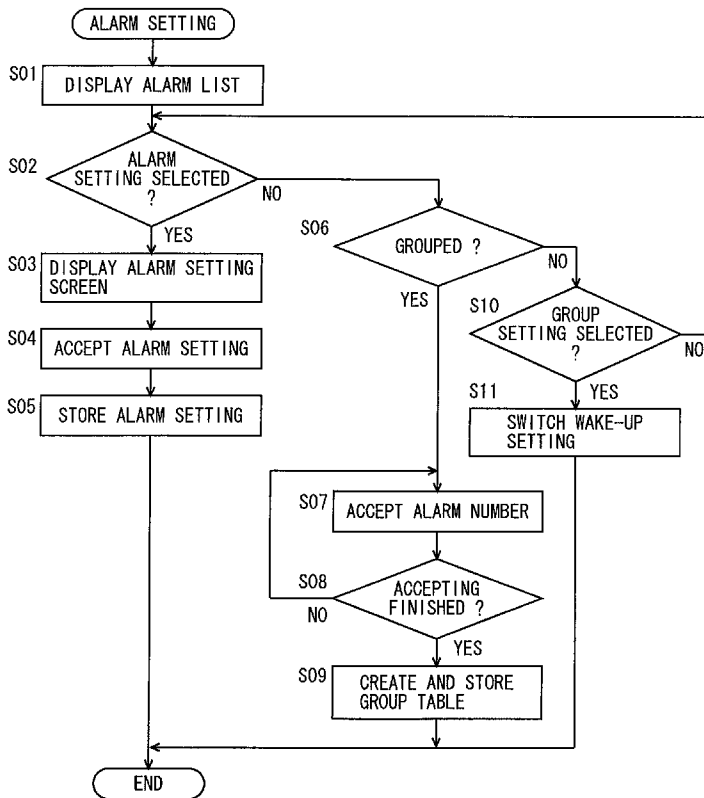 ALARM SETTING
S01
DISPLAY ALARM LIST
S02
ALARM
SETTING SELECTED
?
NO
YES
S03
DISPLAY ALARM SETTING
SCREEN
S04
ACCEPT ALARM SETTING
S05
STORE ALARM SETTING
S06
GROUPED ?
NO
YES
S10
GROUP
SETTING SELECTED
?
NO
YES
S11
SWITCH WAKE-UP
SETTING
S07
ACCEPT ALARM NUMBER
S08
ACCEPTING
FINISHED ?
NO
YES
S09
CREATE AND STORE
GROUP TABLE
END